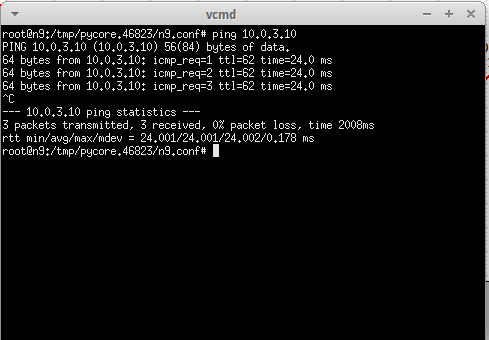 vcmd
root@n9:/tmp/pycore.46823/n9.conf# ping 10.0.3.10
PING 10.0.3.10 (10.0.3.10) 56(84) bytes of data.
64 bytes from 10.0.3.10: icmp_req=1 ttl=62 time=24.0 ms
64 bytes from 10.0.3.10: icmp_req=2 ttl=62 time=24.0 ms
64 bytes from 10.0.3.10: icmp_req=3 ttl=62 time=24.0 ms
^C
--- 10.0.3.10 ping statistics ---
3 packets transmitted, 3 received, 0% packet loss, time 2008ms
rtt min/avg/max/mdev = 24.001/24.001/24.002/0.178 ms
root@n9:/tmp/pycore.46823/n9.conf#